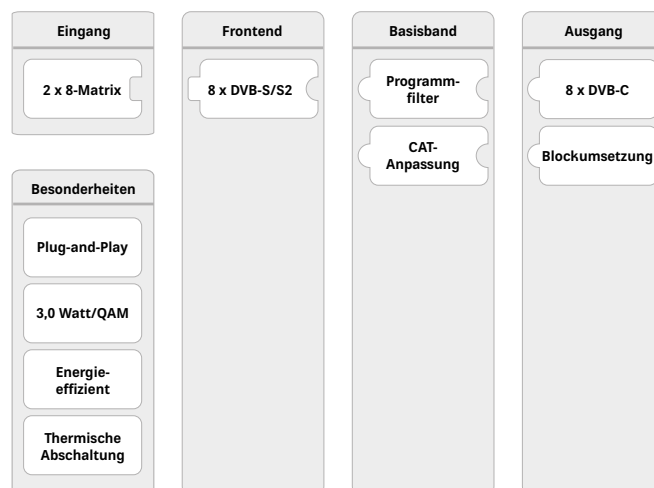 Eingang
2 x 8-Matrix
Besonderheiten
Plug-and-Play
3,0 Watt/QAM
Energie-
effizient
Thermische
Abschaltung
Frontend
8 x DVB-S/S2
Basisband
Programm-
filter
CAT-
Anpassung
Ausgang
8 x DVB-C
Blockumsetzung